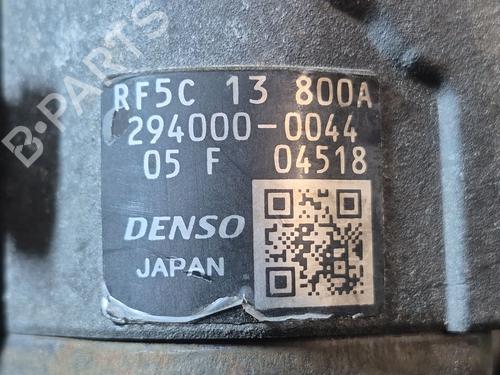 B-PARTS
RF5C 13 800A
294000-0044
05 F 04518
DENSO
JAPAN